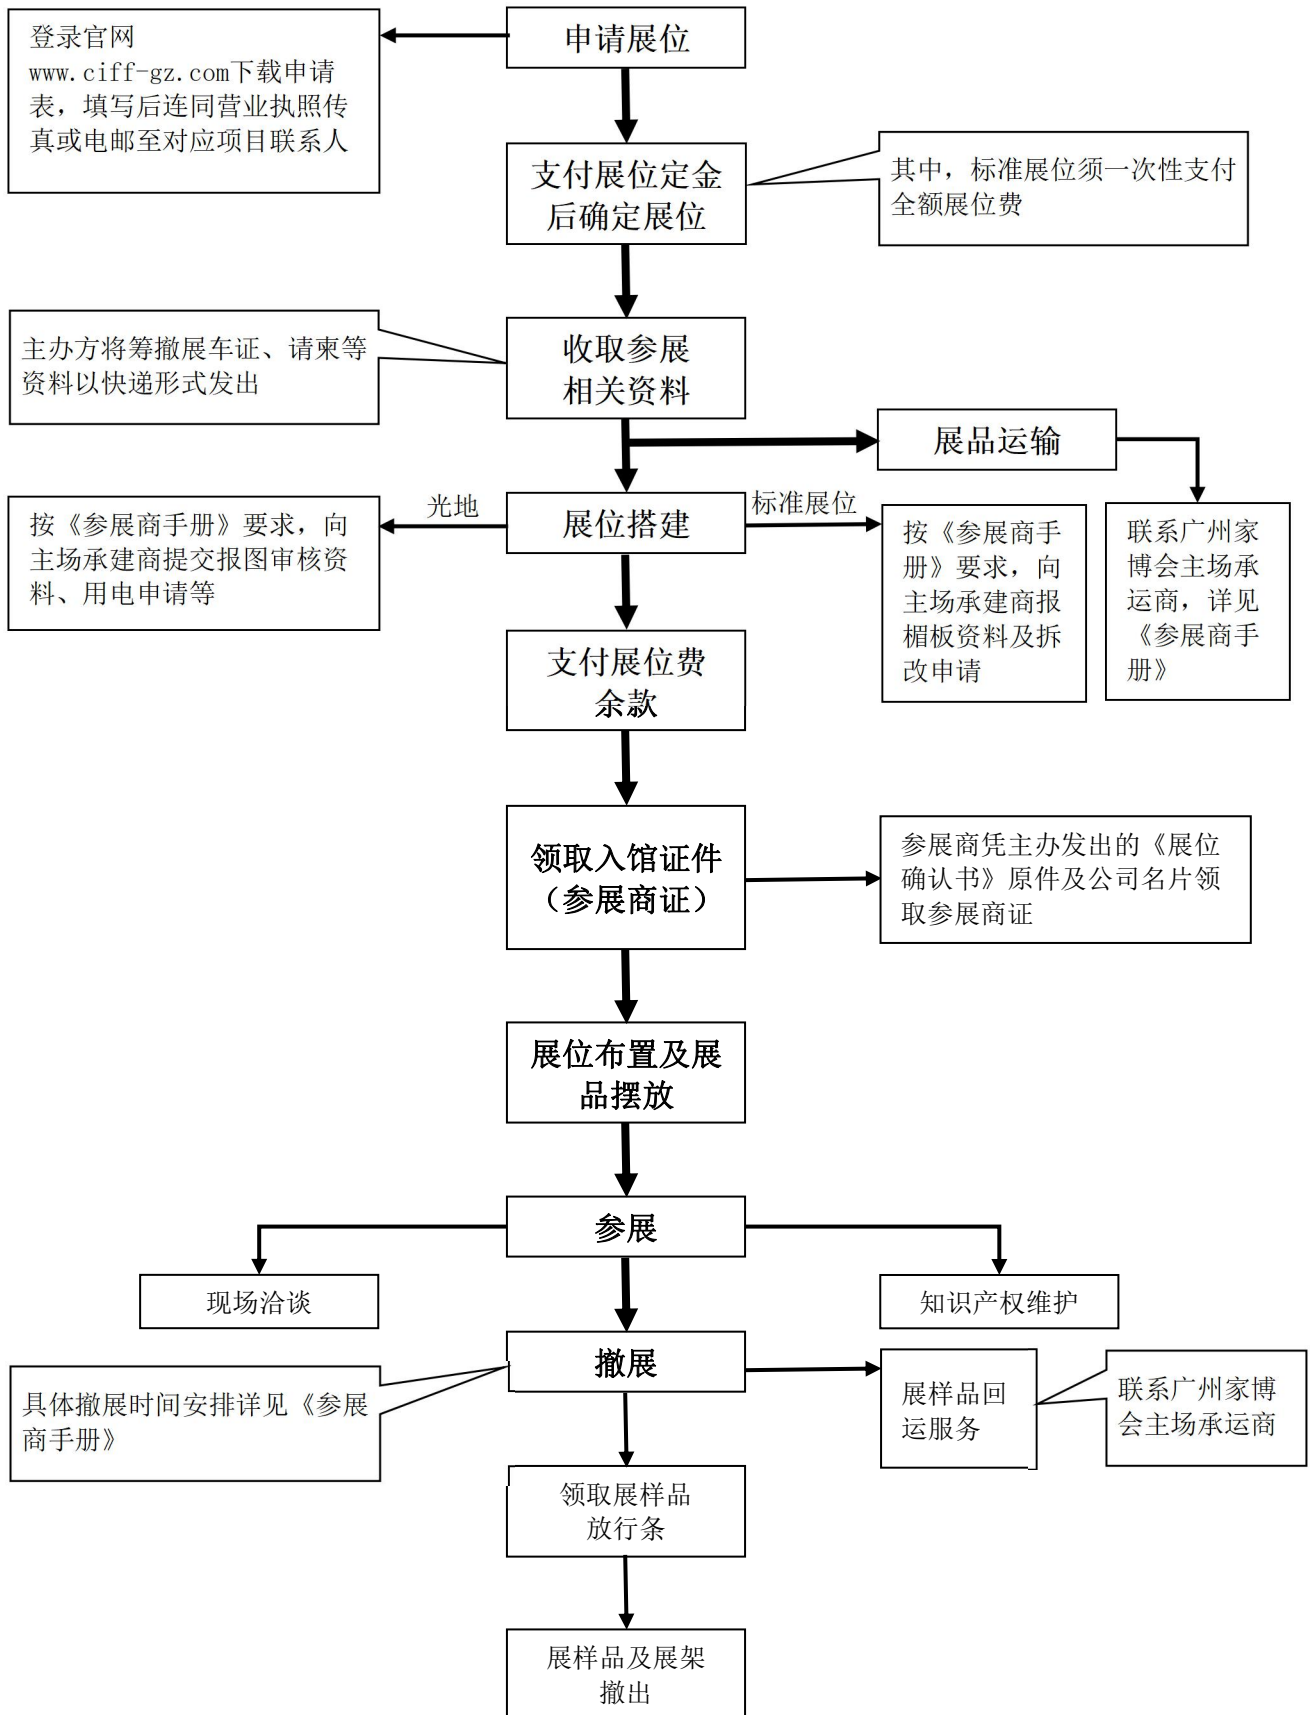 申请展位
登录官网
www.ciff-gz.com下载申请
表，填写后连同营业执照传
真或电邮至对应项目联系人
支付展位定金
后确定展位
其中，标准展位须一次性支付
全额展位费
收取参展
相关资料
主办方将筹撤展车证、请柬等
资料以快递形式发出
展品运输
联系广州家
博会主场承
运商，详见
《参展商手
册》
展位搭建
光地
按《参展商手册》要求，向
主场承建商提交报图审核资
料、用电申请等
标准展位
按《参展商手
册》要求，向
主场承建商报
楣板资料及拆
改申请
支付展位费
余款
领取入馆证件
（参展商证）
参展商凭主办发出的《展位
确认书》原件及公司名片领
取参展商证
展位布置及展
品摆放
参展
现场洽谈
知识产权维护
撤展
具体撤展时间安排详见《参展
商手册》
展样品回
运服务
联系广州家博
会主场承运商
领取展样品
放行条
展样品及展架
撤出